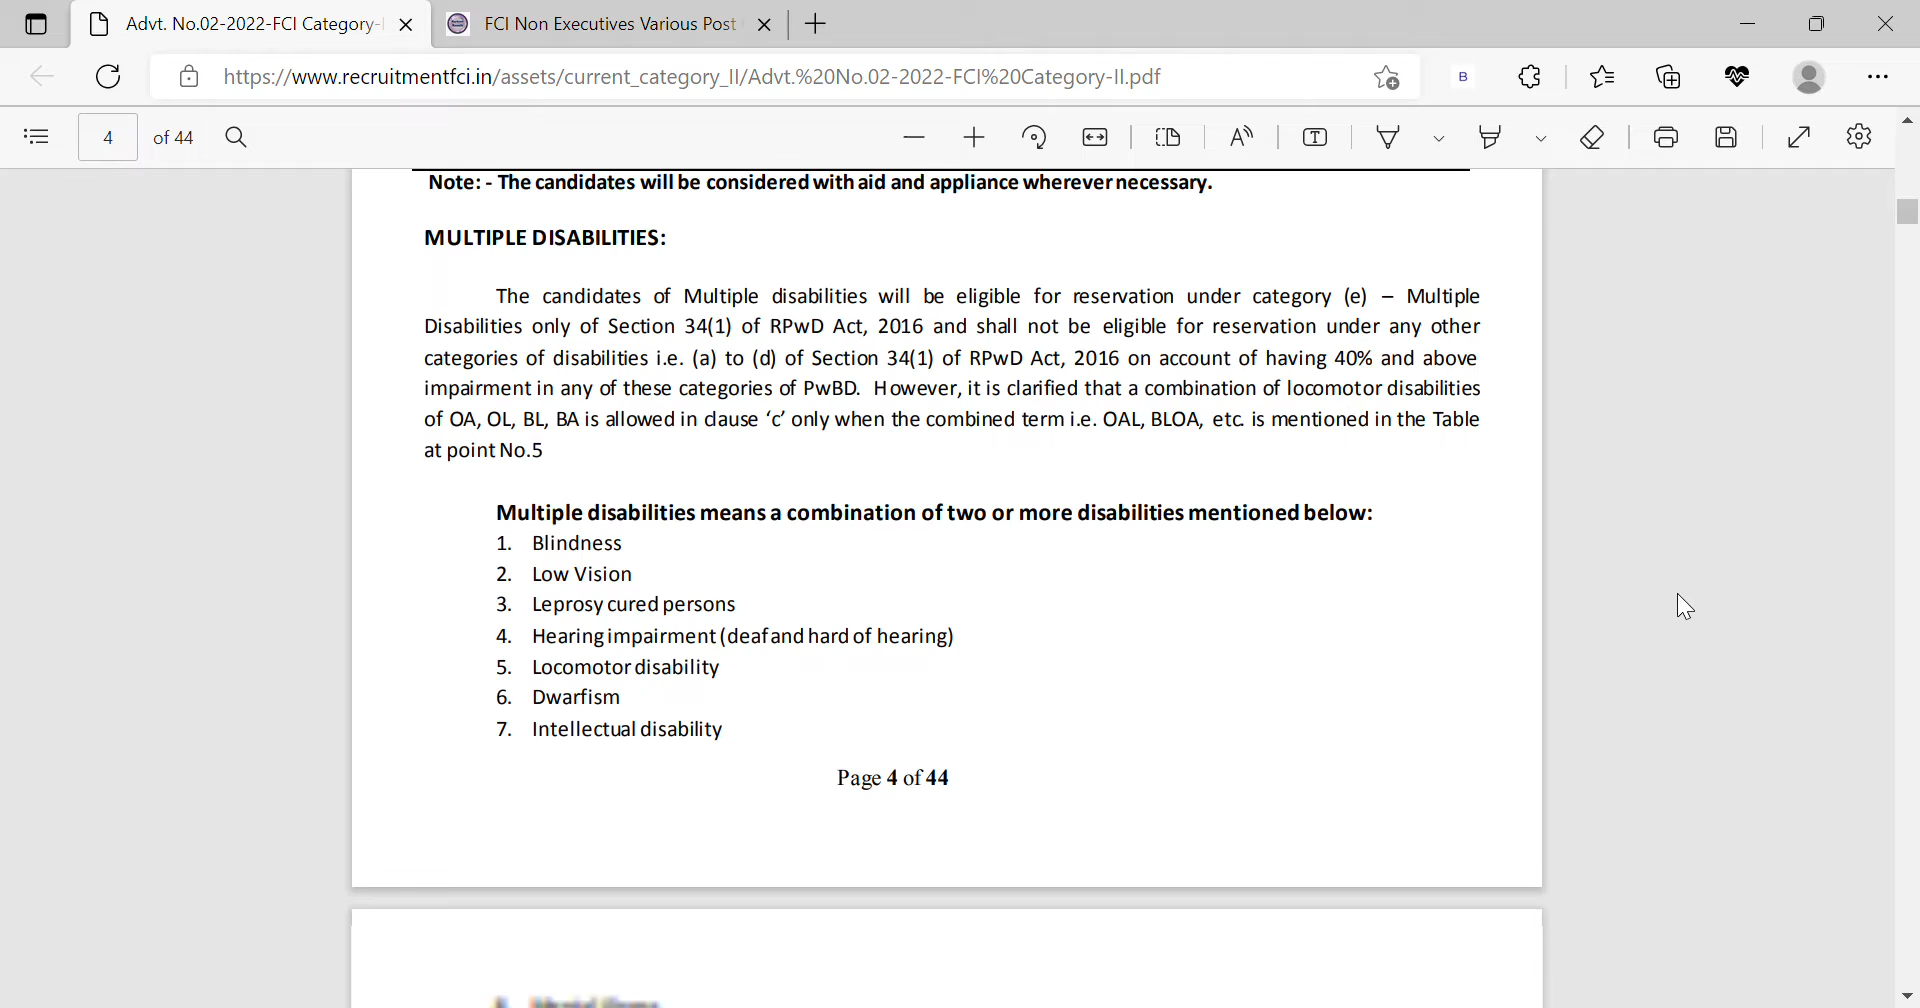 Advt. No.02-2022-FCI Category-
FCI Non Executives Various Post
https://www.recruitmentfci.in/assets/current_category_II/Advt.%20No.02-2022-FCI%20Category-II.pdf
B
4 of 44
Note: - The candidates will be considered with aid and appliance wherever necessary.
MULTIPLE DISABILITIES:
The candidates of Multiple disabilities will be eligible for reservation under category (e) – Multiple
Disabilities only of Section 34(1) of RPwD Act, 2016 and shall not be eligible for reservation under any other
categories of disabilities i.e. (a) to (d) of Section 34(1) of RPwD Act, 2016 on account of having 40% and above
impairment in any of these categories of PwBD. However, it is clarified that a combination of locomotor disabilities
of OA, OL, BL, BA is allowed in clause ‘c’ only when the combined term i.e. OAL, BLOA, etc. is mentioned in the Table
at point No.5
Multiple disabilities means a combination of two or more disabilities mentioned below:
1. Blindness
2. Low Vision
3. Leprosy cured persons
4. Hearing impairment (deaf and hard of hearing)
5. Locomotor disability
6. Dwarfism
7. Intellectual disability
Page 4 of 44